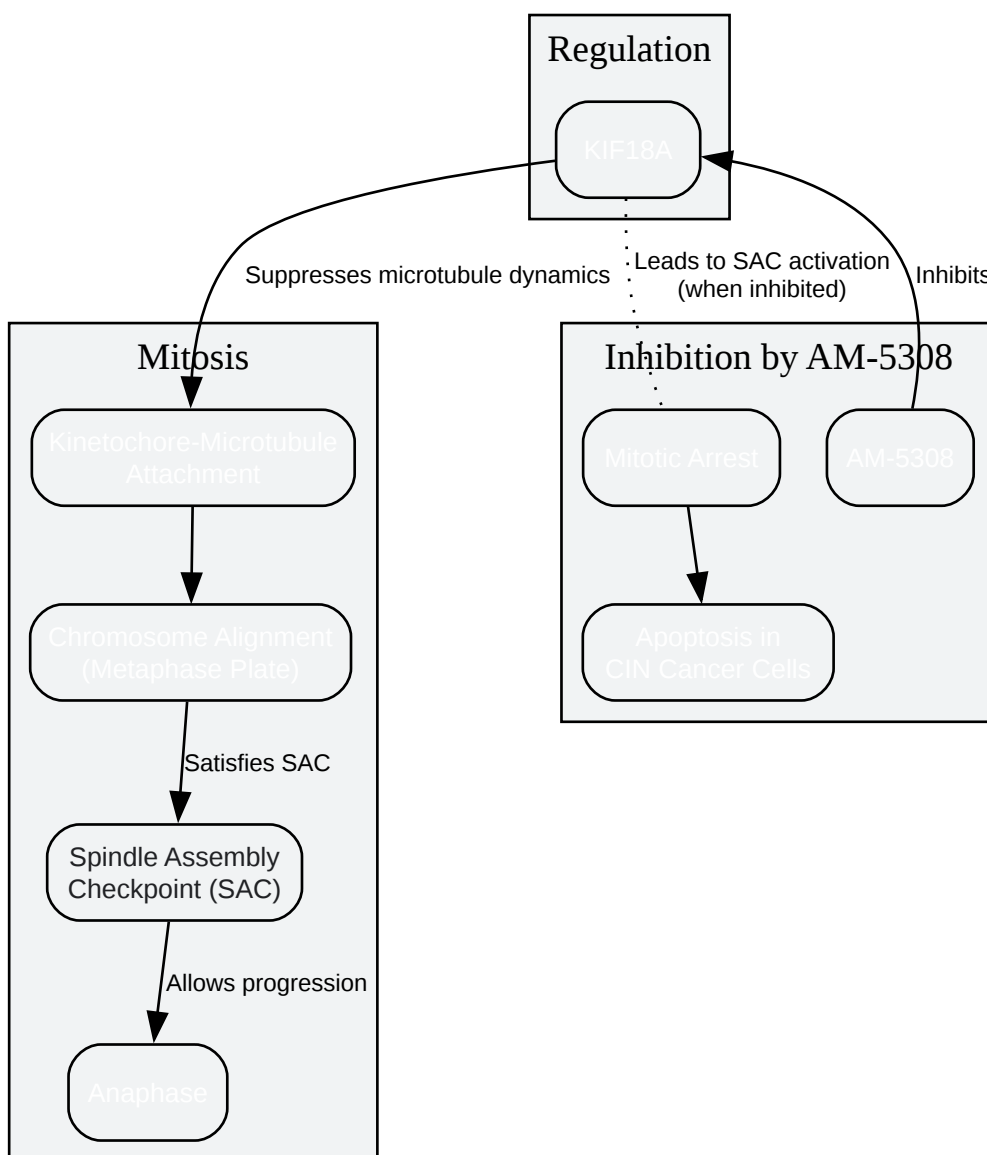 Regulation
KIF18A
Suppresses microtubule dynamics
Leads to SAC activation
(when inhibited)
Inhibits
Mitosis
Kinetochore-Microtubule
Attachment
Chromosome Alignment
(Metaphase Plate)
Satisfies SAC
Spindle Assembly
Checkpoint (SAC)
Allows progression
Anaphase
Inhibition by AM-5308
Mitotic Arrest
AM-5308
Apoptosis in
CIN Cancer Cells